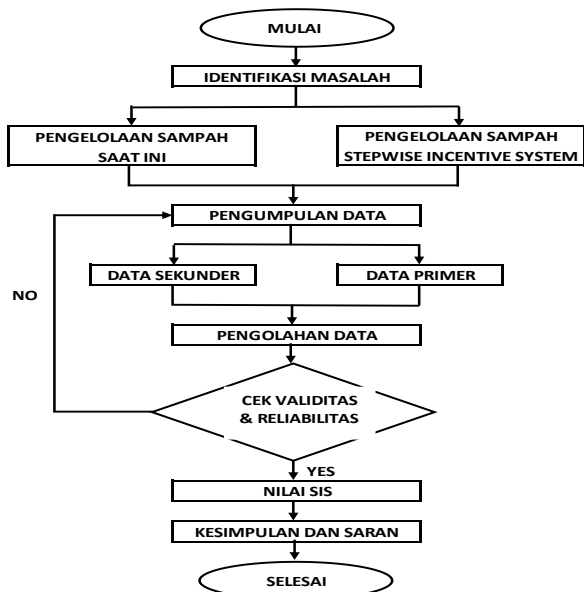 MULAI
IDENTIFIKASI MASALAH
PENGELOLAAN SAMPAH
SAAT INI
PENGELOLAAN SAMPAH
STEPWISE INCENTIVE SYSTEM
PENGUMPULAN DATA
DATA SEKUNDER
DATA PRIMER
NO
PENGOLAHAN DATA
CEK VALIDITAS
& RELIABILITAS
YES
NILAI SIS
KESIMPULAN DAN SARAN
SELESAI